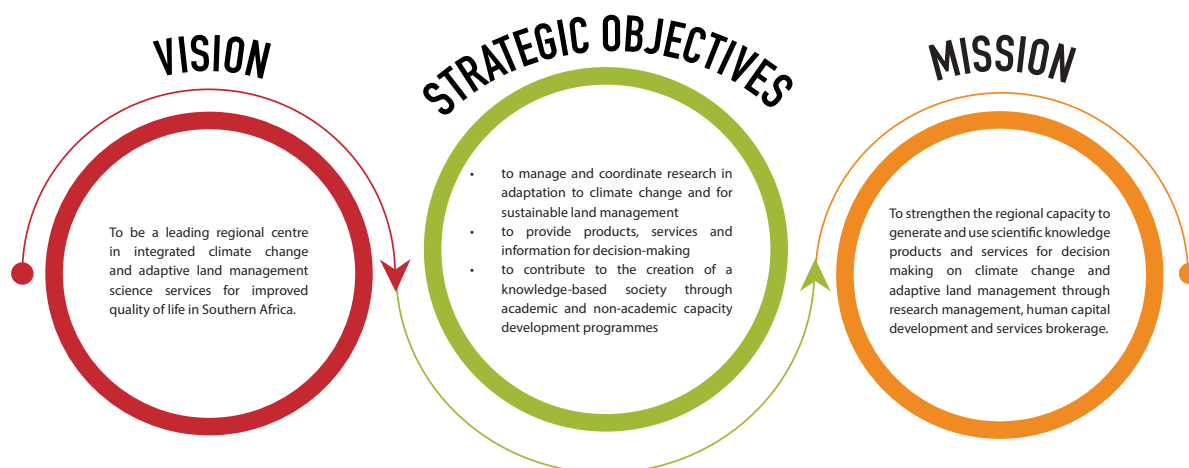 VISION
To be a leading regional centre
in integrated climate change
and adaptive land management
science services for improved
quality of life in Southern Africa.
STRATEGIC OBJECTIVES
• to manage and coordinate research in
adaptation to climate change and for
sustainable land management
• to provide products, services and
information for decision-making
• to contribute to the creation of a
knowledge-based society through
academic and non-academic capacity
development programmes
MISSION
To strengthen the regional capacity to
generate and use scientific knowledge
products and services for decision
making on climate change and
adaptive land management through
research management, human capital
development and services brokerage.